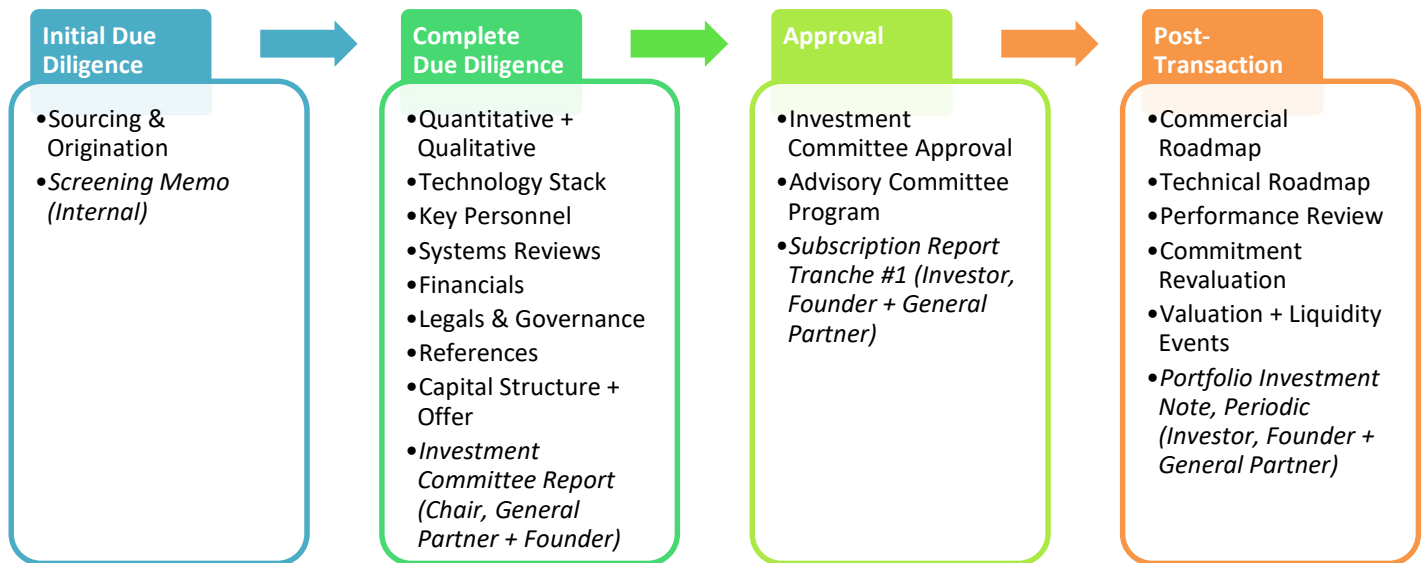 Initial Due
Diligence
•Sourcing &
Origination
•Screening Memo
(Internal)
Complete
Due Diligence
•Quantitative +
Qualitative
•Technology Stack
•Key Personnel
•Systems Reviews
•Financials
•Legals & Governance
•References
•Capital Structure +
Offer
•Investment
Committee Report
(Chair, General
Partner + Founder)
Approval
•Investment
Committee Approval
•Advisory Committee
Program
•Subscription Report
Tranche #1 (Investor,
Founder + General
Partner)
Post-
Transaction
•Commercial
Roadmap
•Technical Roadmap
•Performance Review
•Commitment
Revaluation
•Valuation + Liquidity
Events
•Portfolio Investment
Note, Periodic
(Investor, Founder +
General Partner)